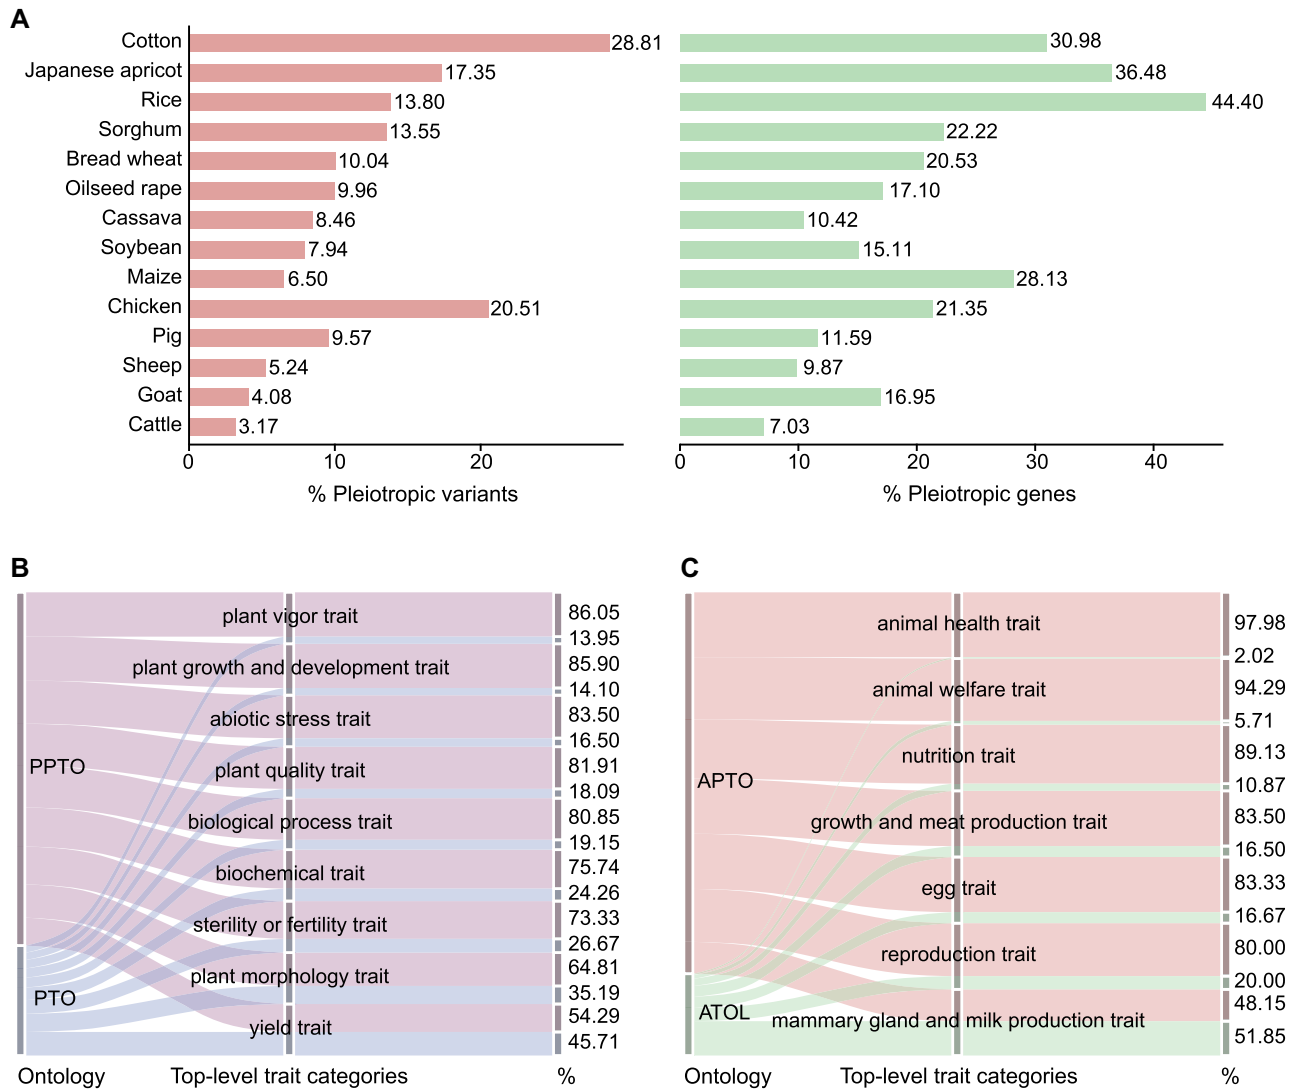 A
Cotton 28.81 30.98
Japanese apricot 17.35 36.48
Rice 13.80 44.40
Sorghum 13.55 22.22
Bread wheat 10.04 20.53
Oilseed rape 9.96 17.10
Cassava 8.46 10.42
Soybean 7.94 15.11
Maize 6.50 28.13
Chicken 20.51 21.35
Pig 9.57 11.59
Sheep 5.24 9.87
Goat 4.08 16.95
Cattle 3.17 7.03
0 10 20 0 10 20 30 40
% Pleiotropic variants % Pleiotropic genes
B
plant vigor trait 86.05
13.95
plant growth and development trait 85.90
14.10
abiotic stress trait 83.50
16.50
PPTO plant quality trait 81.91
18.09
biological process trait 80.85
19.15
biochemical trait 75.74
24.26
sterility or fertility trait 73.33
26.67
plant morphology trait 64.81
PTO 35.19
yield trait 54.29
45.71
Ontology Top-level trait categories %
C
animal health trait 97.98
2.02
animal welfare trait 94.29
5.71
nutrition trait 89.13
APTO 10.87
growth and meat production trait 83.50
16.50
egg trait 83.33
16.67
reproduction trait 80.00
20.00
ATOL mammary gland and milk production trait 48.15
51.85
Ontology Top-level trait categories %